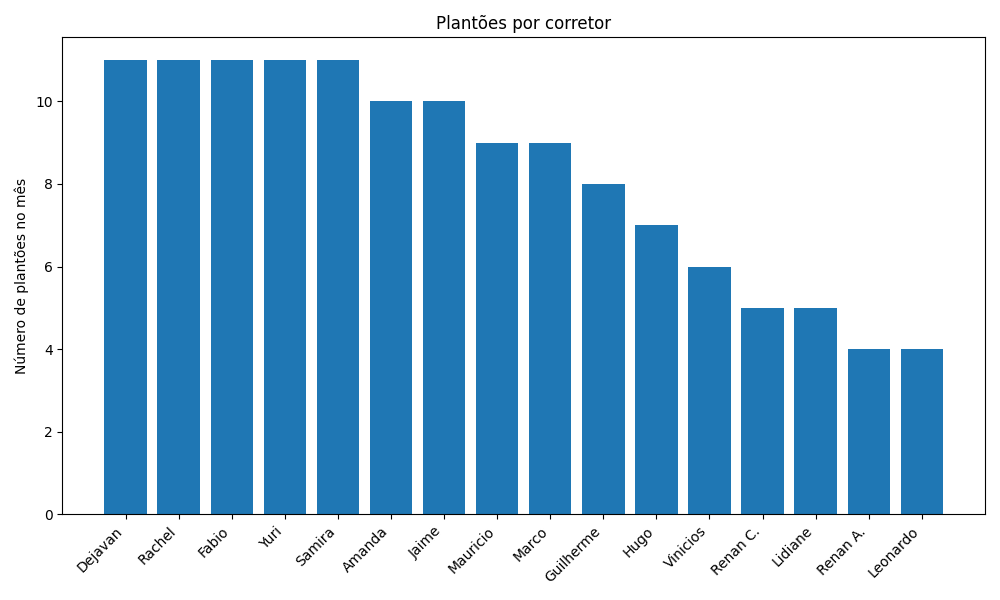 Plantões por corretor
Número de plantões no mês
10
8
6
4
2
0
Dejavan
Rachel
Fabio
Yuri
Samira
Amanda
Jaime
Mauricio
Marco
Guilherme
Hugo
Vinicios
Renan C.
Lidiane
Renan A.
Leonardo